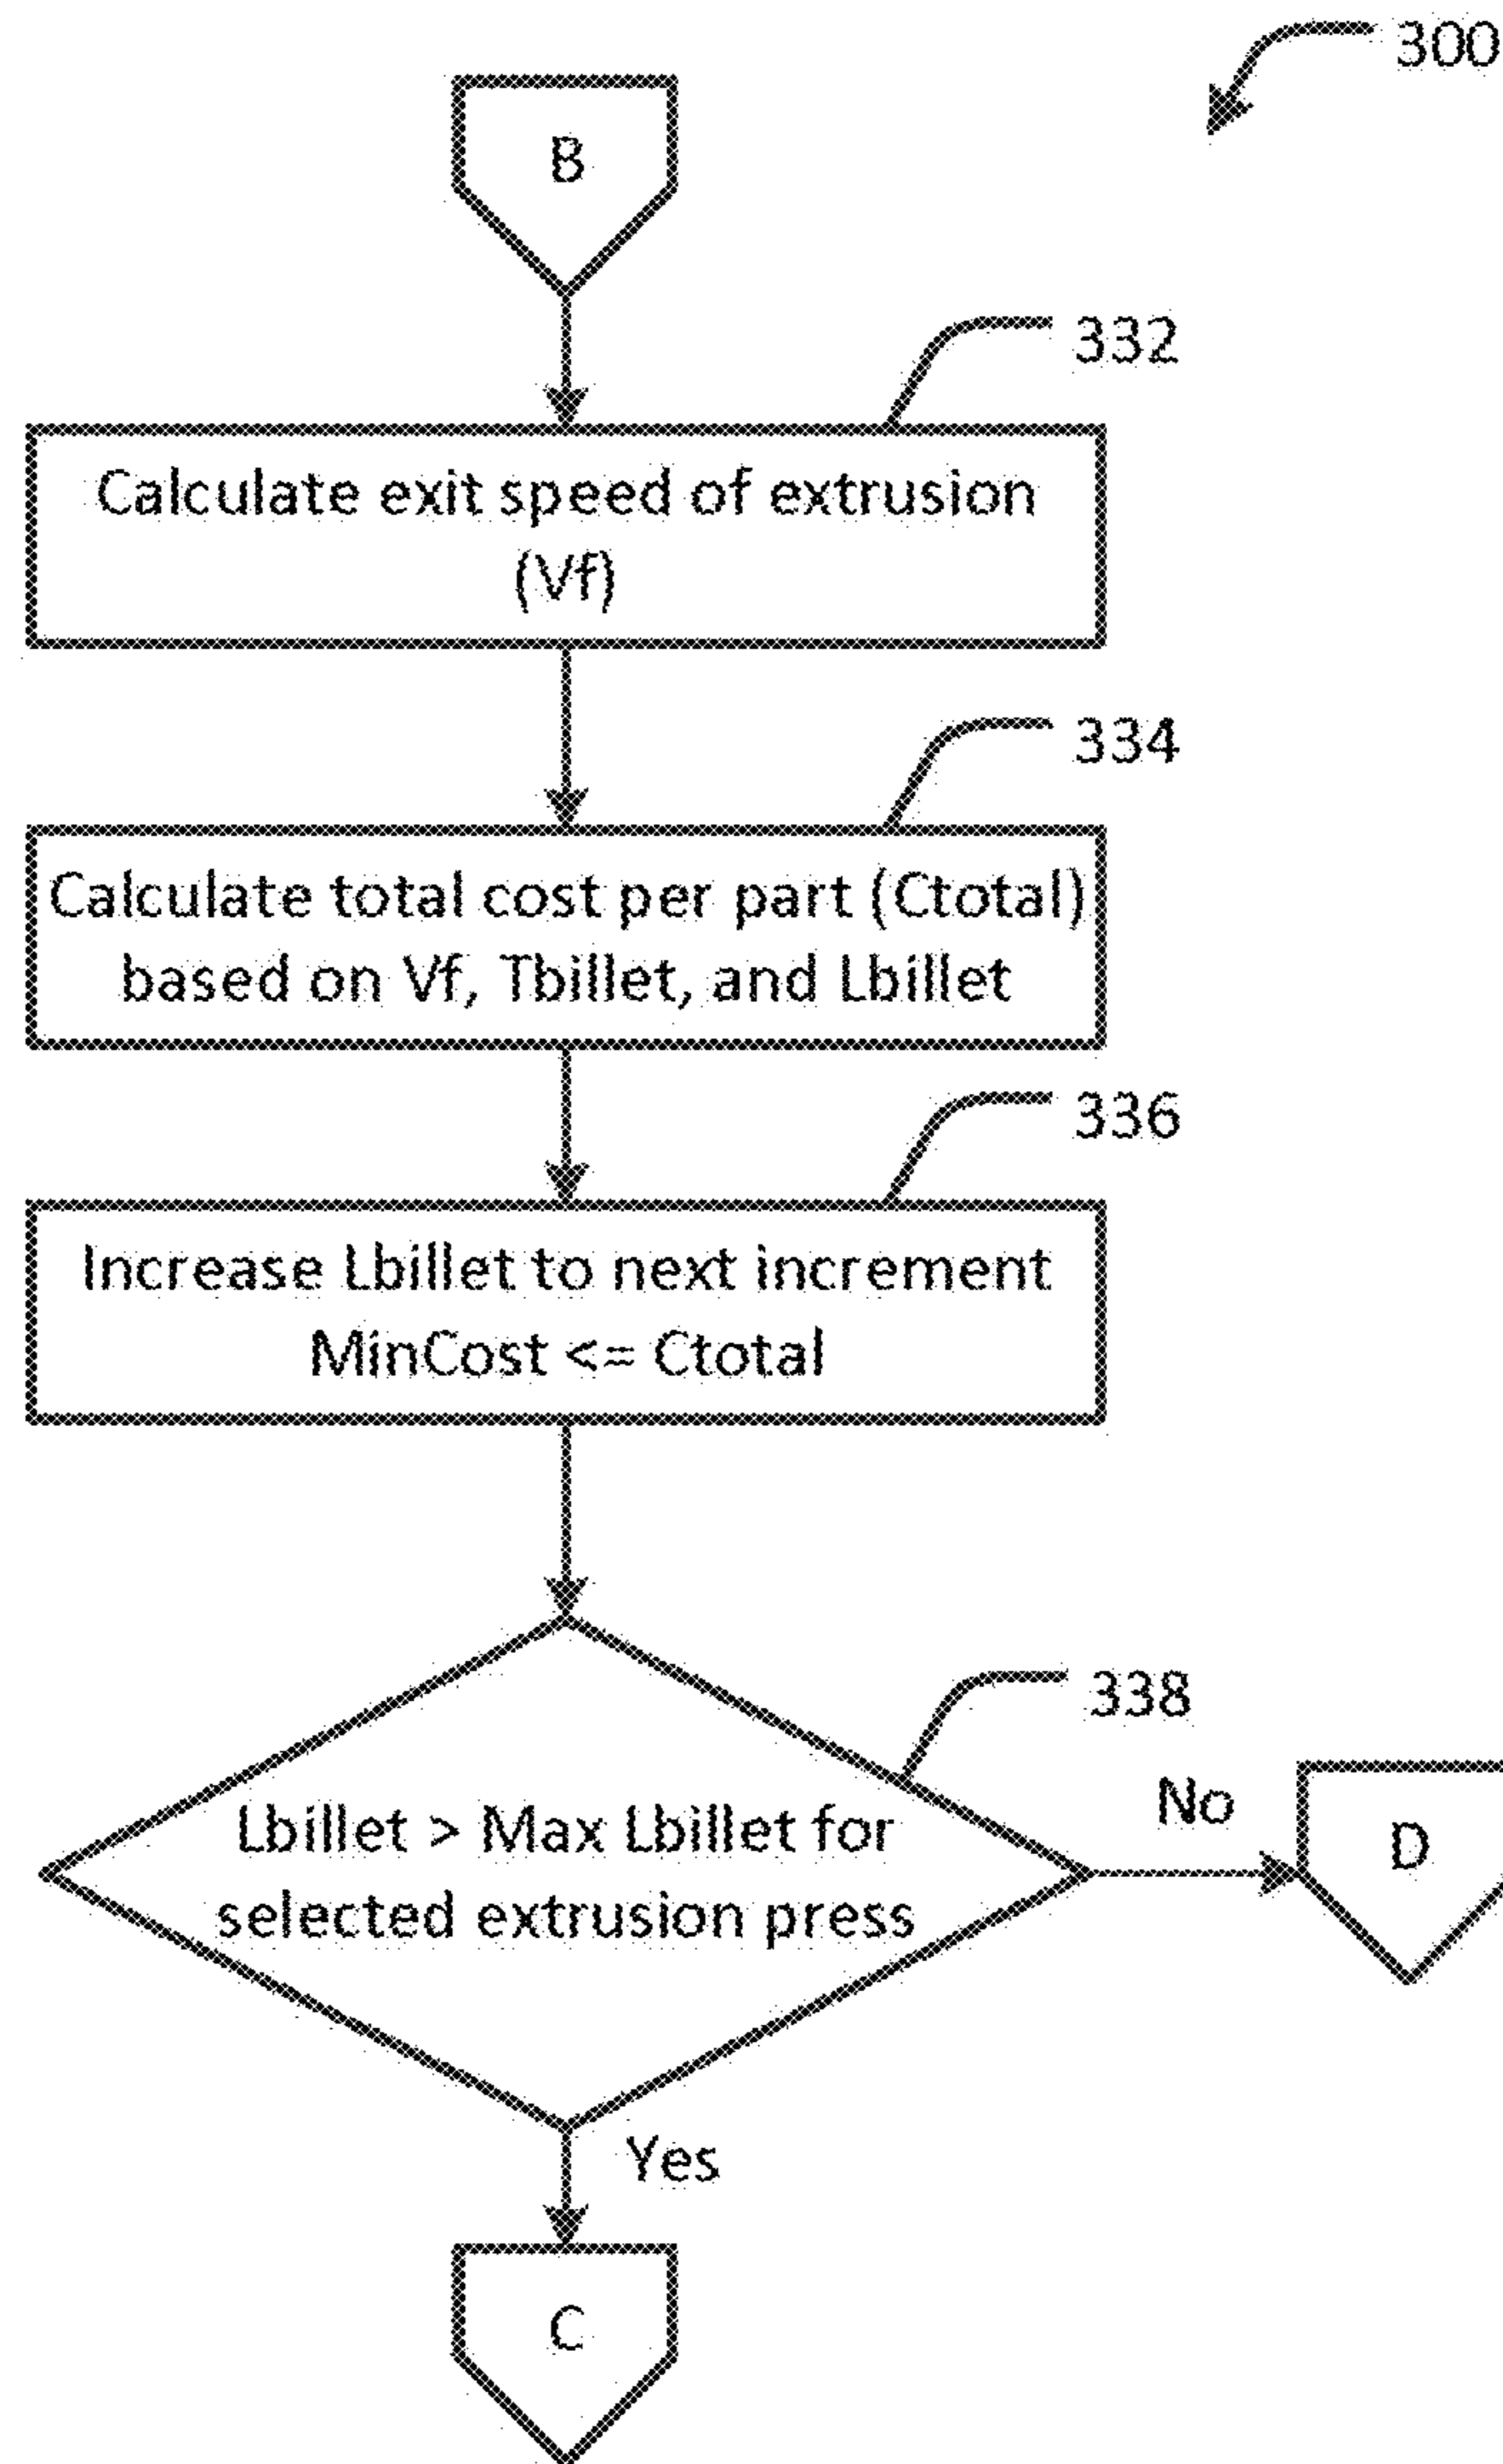 300
B
332
Calculate exit speed of extrusion
(Vf)
334
Calculate total cost per part (Ctotal)
based on Vf, Tbillet, and Lbillet
336
Increase Lbillet to next increment
MinCost <= Ctotal
338
Lbillet > Max Lbillet for
selected extrusion press
No
D
Yes
C